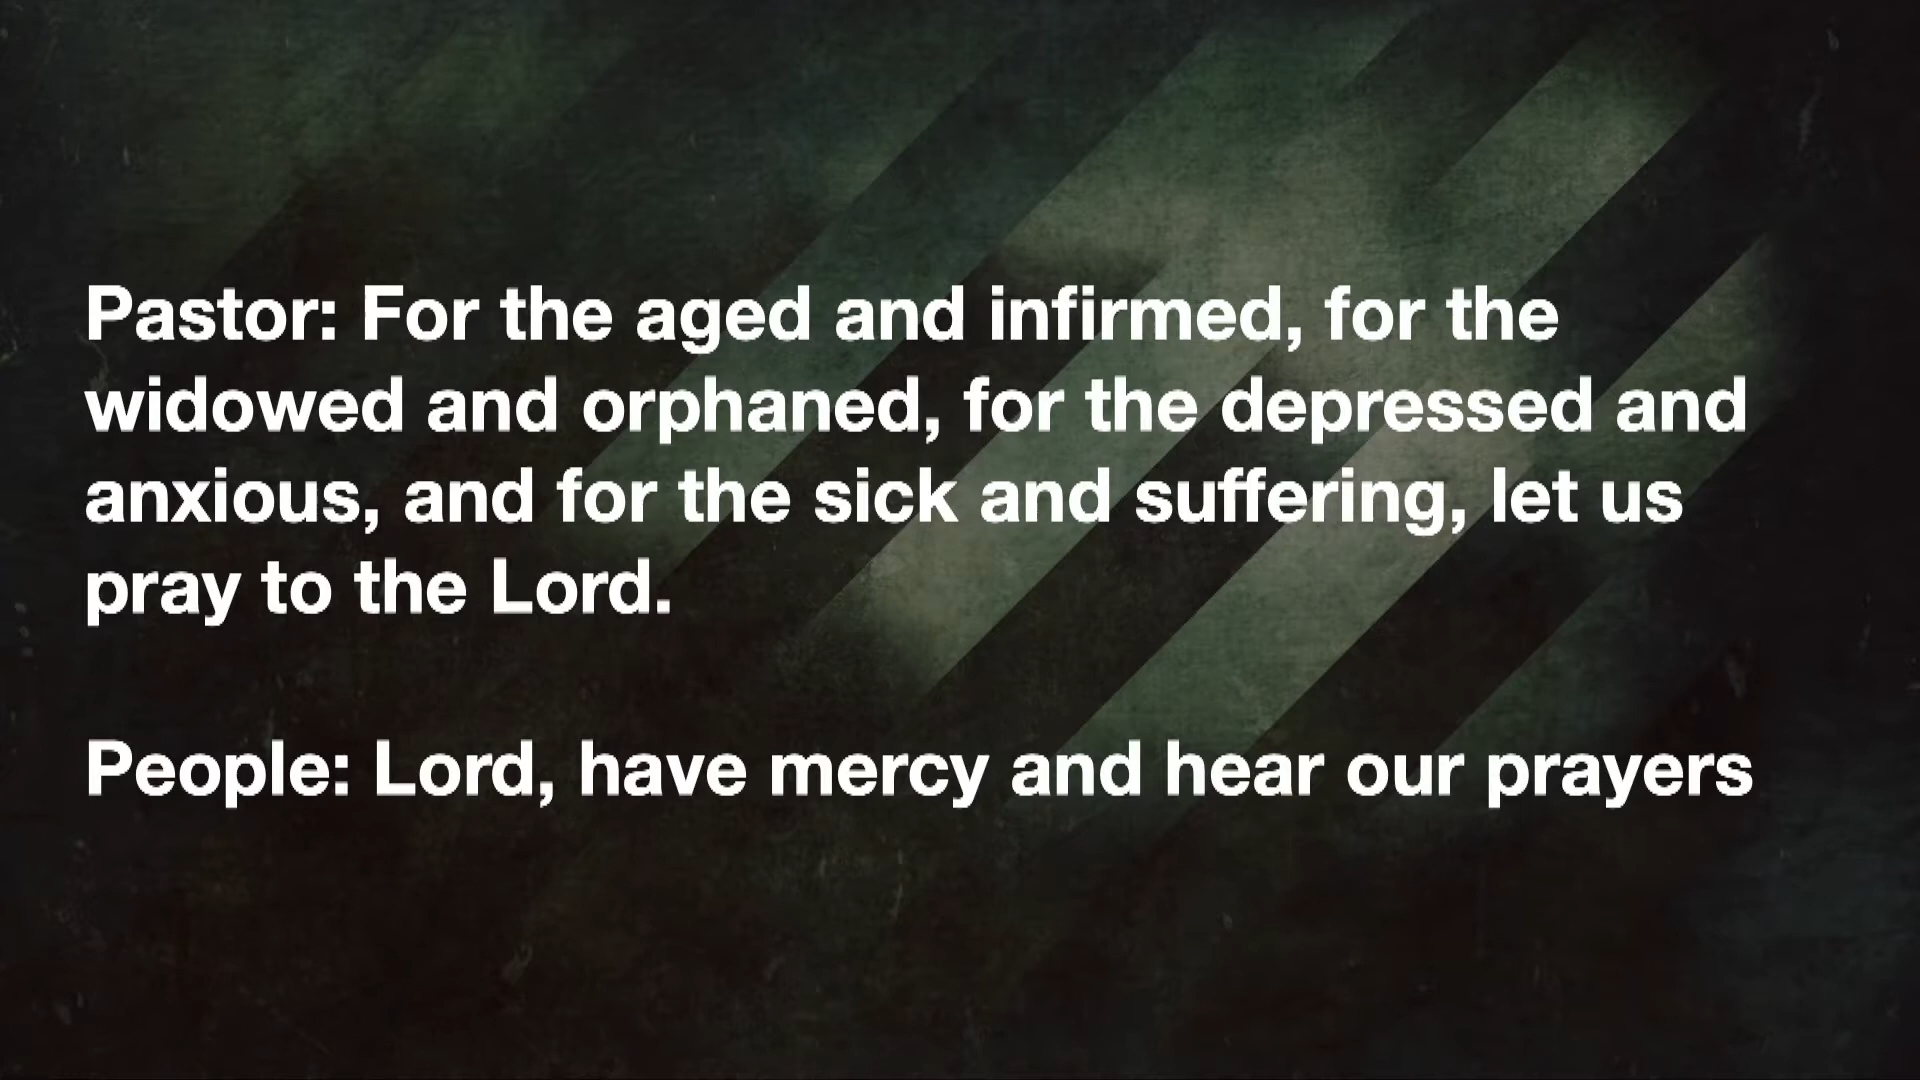 Pastor: For the aged and infirmed, for the
widowed and orphaned, for the depressed and
anxious, and for the sick and suffering, let us
pray to the Lord.
People: Lord, have mercy and hear our prayers